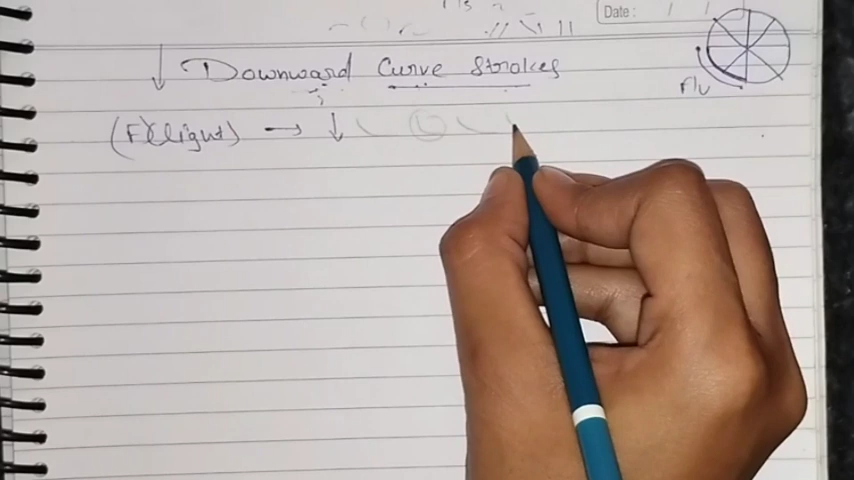 Date: / /
↓ Downward Curve Strokes
Flv
(F)(light) → ↓